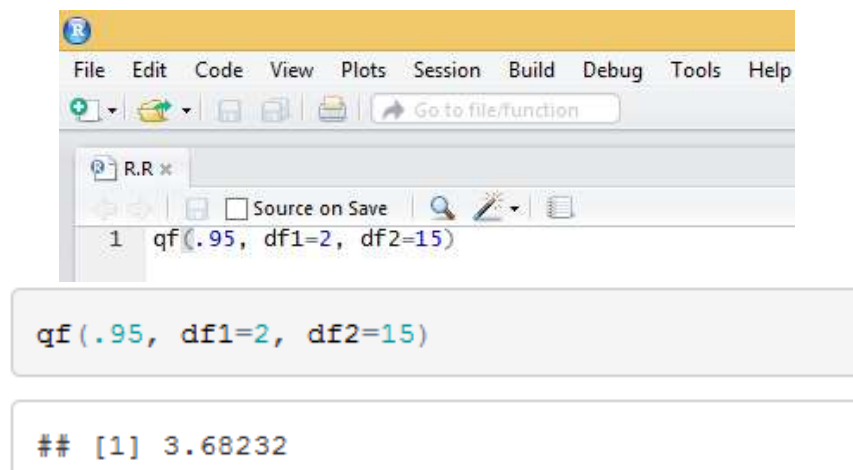 R
File Edit Code View Plots Session Build Debug Tools Help
Go to file/function
R.R ×
Source on Save
1 qf(.95, df1=2, df2=15)
qf(.95, df1=2, df2=15)
## [1] 3.68232